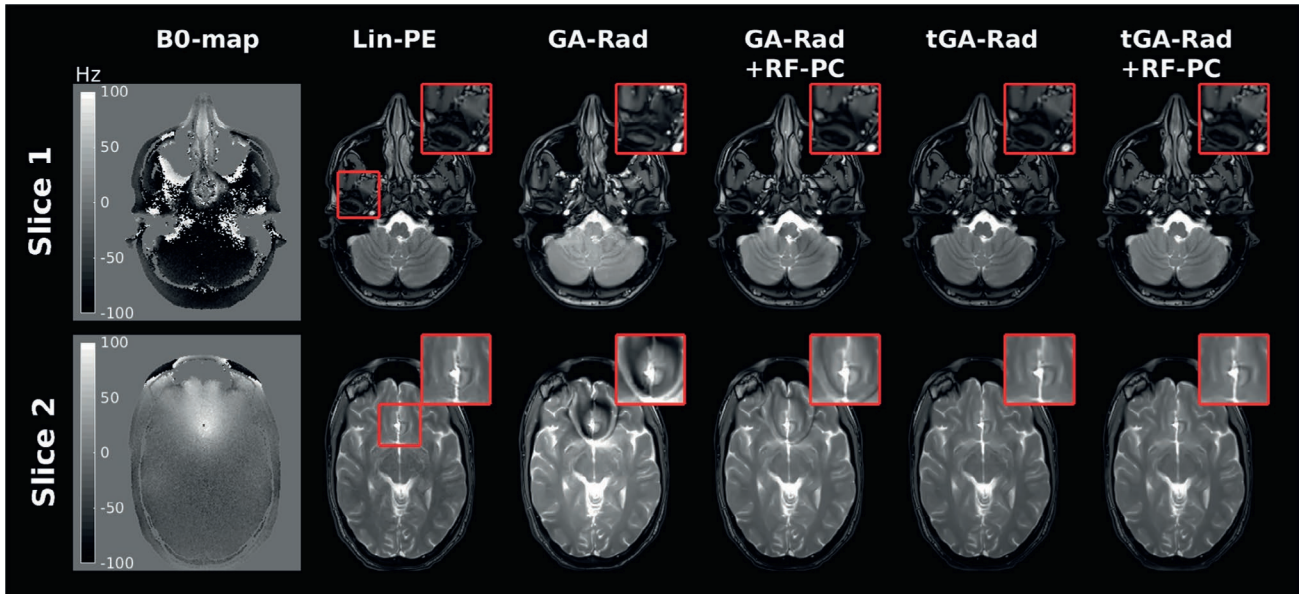 B0-map
Lin-PE
GA-Rad
GA-Rad
+RF-PC
tGA-Rad
tGA-Rad
+RF-PC
Hz
Slice 1
100
50
0
-50
-100
Slice 2
100
50
0
-50
-100